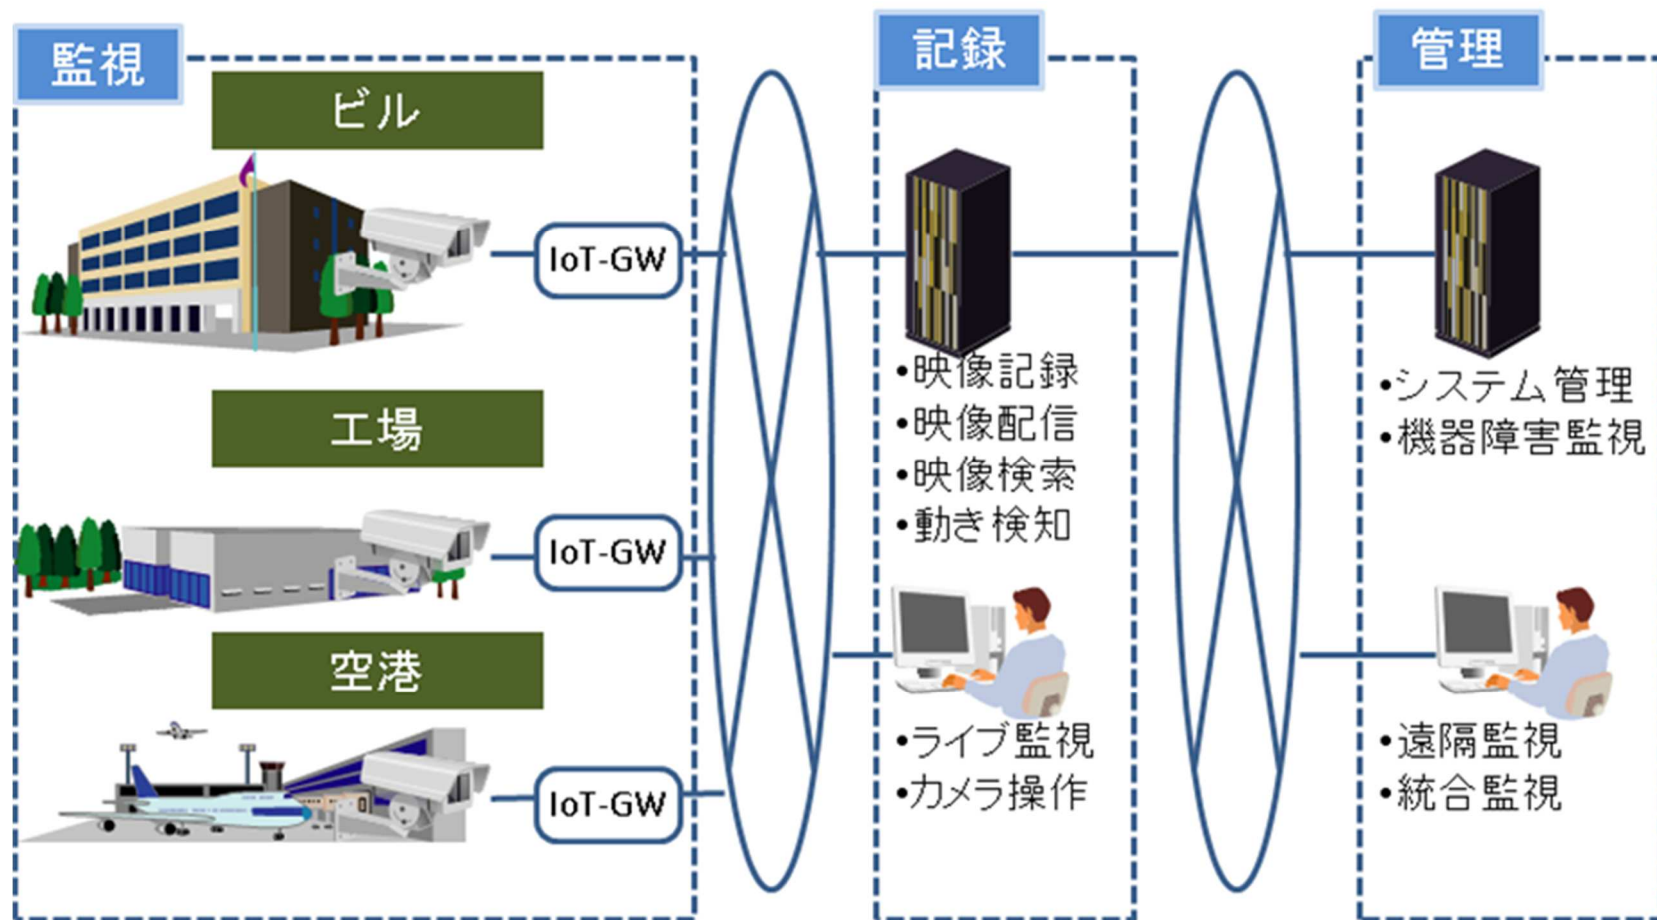 監視
ビル
IoT-GW
工場
IoT-GW
空港
IoT-GW
記録
•映像記録
•映像配信
•映像検索
•動き検知
•ライブ監視
•カメラ操作
管理
•システム管理
•機器障害監視
•遠隔監視
•統合監視